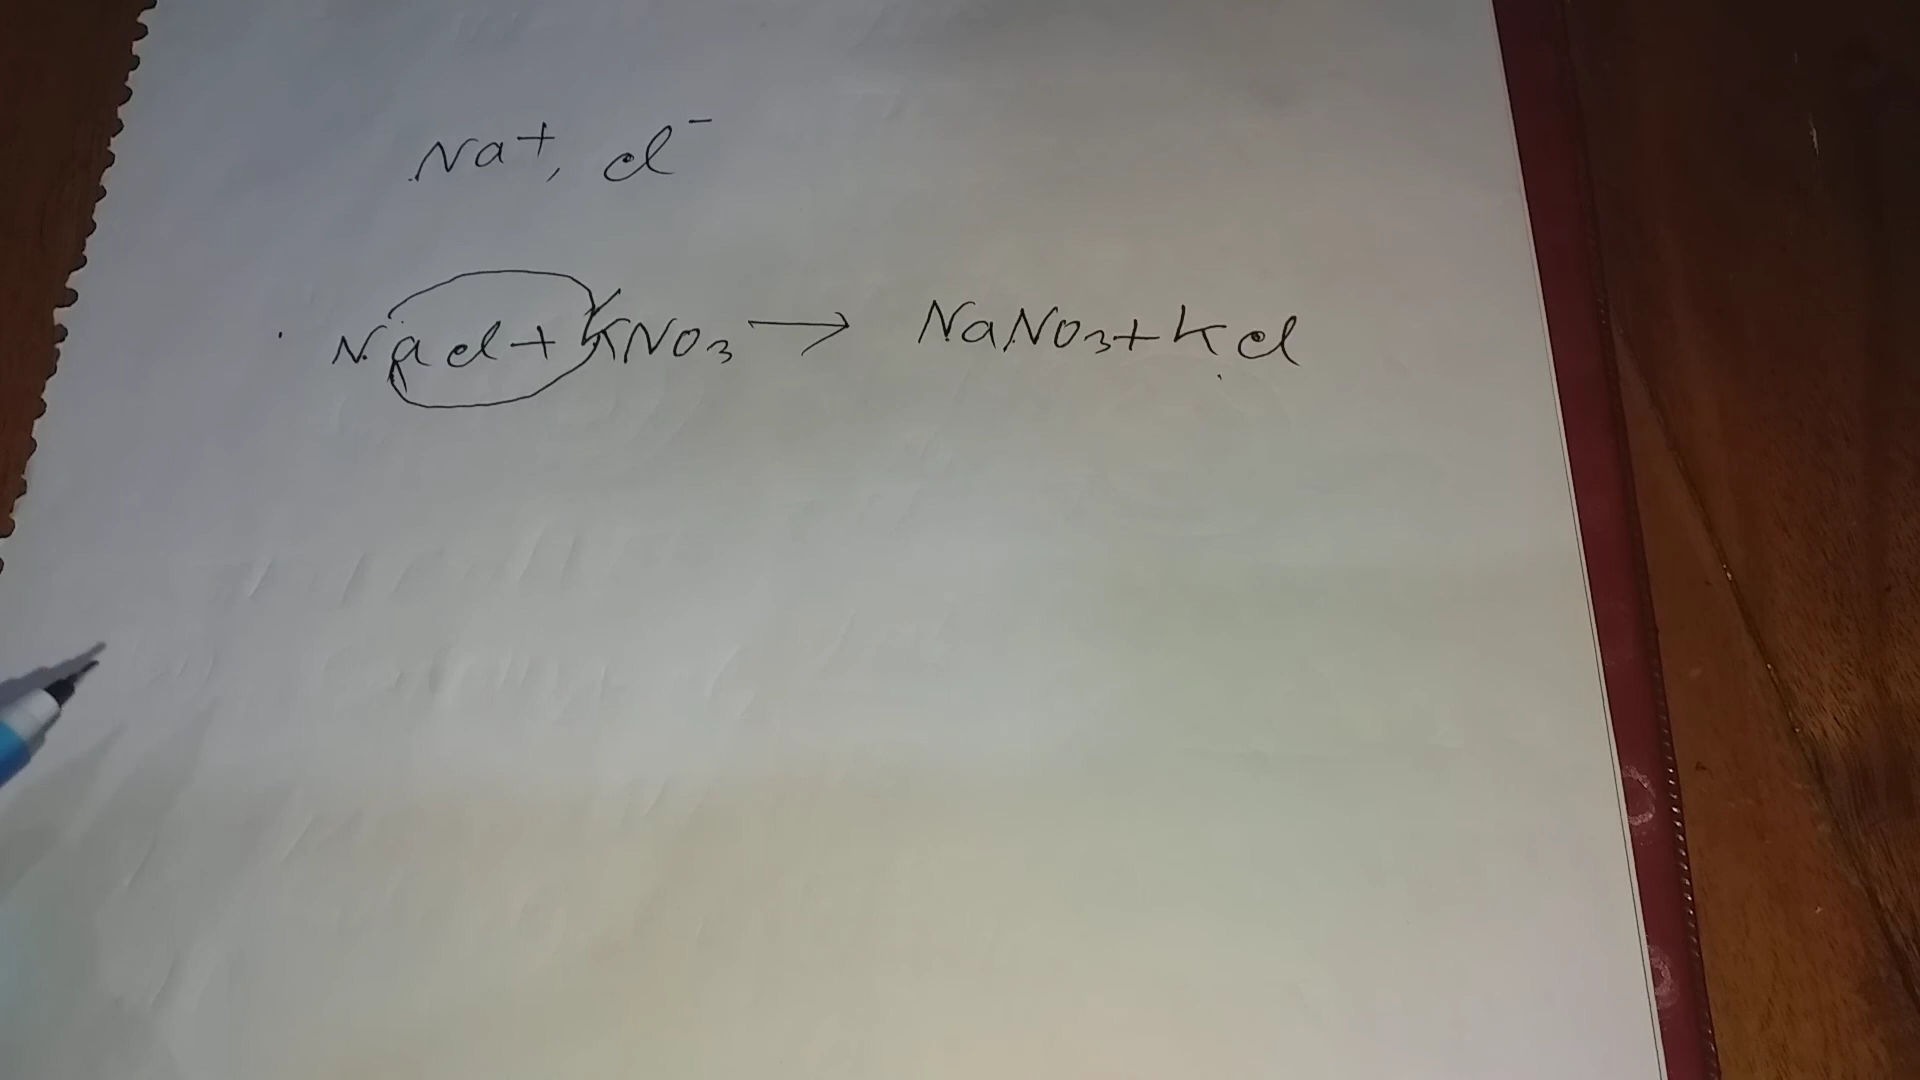 Na+, Cl-
NaCl + KNO3 → NaNO3 + KCl